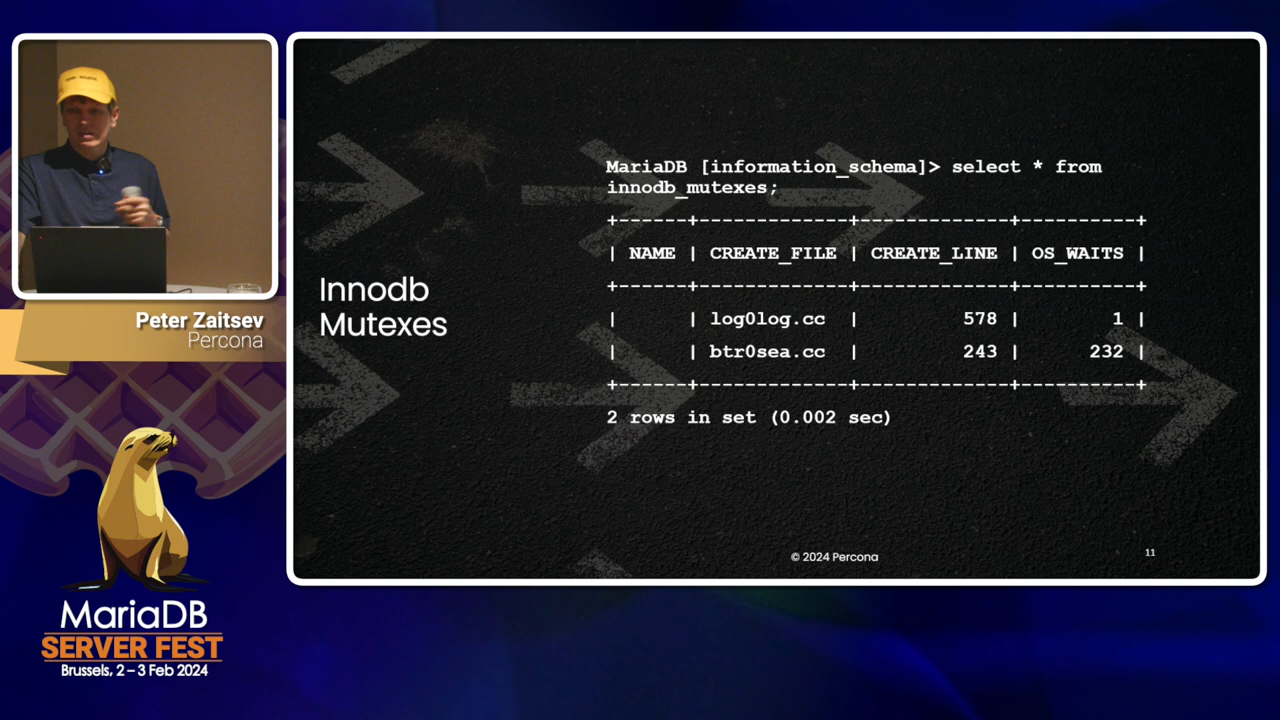 Peter Zaitsev
Percona
MariaDB
SERVER FEST
Brussels, 2 – 3 Feb 2024
Innodb
Mutexes
MariaDB [information_schema]> select * from
innodb_mutexes;
+------+-------------+-------------+----------+
| NAME | CREATE_FILE | CREATE_LINE | OS_WAITS |
+------+-------------+-------------+----------+
|      | log0log.cc  |         578 |        1 |
|      | btr0sea.cc  |         243 |      232 |
+------+-------------+-------------+----------+
2 rows in set (0.002 sec)
© 2024 Percona
11